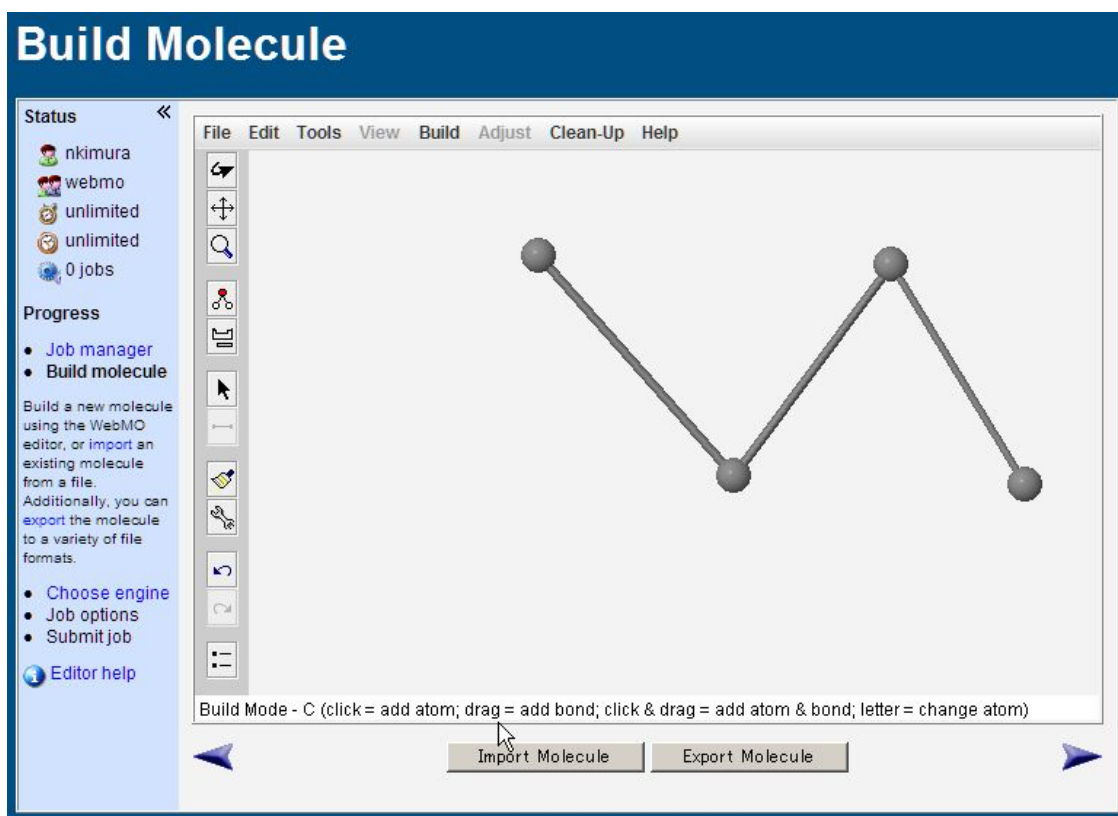 Build Molecule
Status «
nkimura
webmo
unlimited
unlimited
0 jobs
Progress
• Job manager
• Build molecule
Build a new molecule
using the WebMO
editor, or import an
existing molecule
from a file.
Additionally, you can
export the molecule
to a variety of file
formats.
• Choose engine
• Job options
• Submit job
Editor help
File Edit Tools View Build Adjust Clean-Up Help
Build Mode - C (click = add atom; drag = add bond; click & drag = add atom & bond; letter = change atom)
Import Molecule Export Molecule